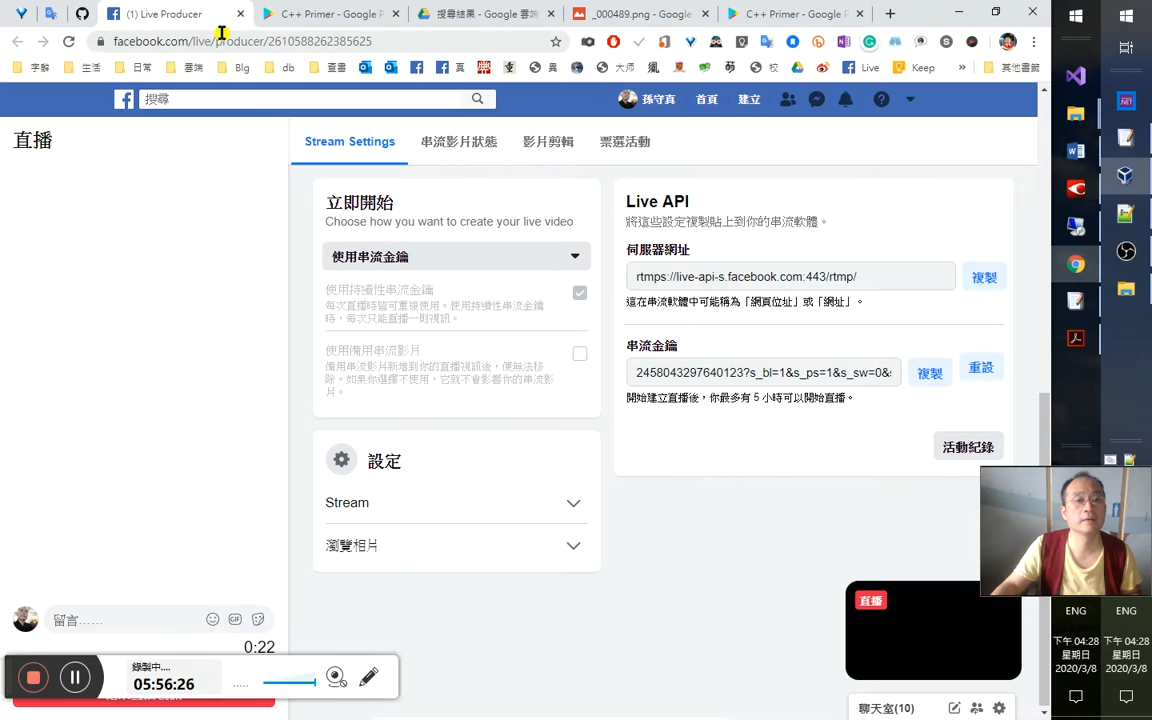 (1) Live Producer
C++ Primer - Google P
搜尋結果 - Google 雲端
_000489.png - Google
C++ Primer - Google P
facebook.com/live/producer/2610588262385625
字辭
生活
日常
雲端
Blg
db
查書
真
異
大师
校
Live
Keep
»
其他書籤
搜尋
孫守真
首頁
建立
直播
Stream Settings
串流影片狀態
影片剪輯
票選活動
立即開始
Choose how you want to create your live video
使用串流金鑰
使用持續性串流金鑰
每次直播時皆可重複使用。使用持續性串流金鑰
時，每次只能直播一則視訊。
使用備用串流影片
備用串流影片新增到你的直播視訊後，便無法移
除。如果你選擇不使用，它就不會影響你的串流影
片。
Live API
將這些設定複製貼上到你的串流軟體。
伺服器網址
rtmps://live-api-s.facebook.com:443/rtmp/
複製
這在串流軟體中可能稱為「網頁位址」或「網址」。
串流金鑰
2458043297640123?s_bl=1&s_ps=1&s_sw=0&
複製
重設
開始建立直播後，你最多有 5 小時可以開始直播。
活動紀錄
設定
Stream
瀏覽相片
留言......
GIF
0:22
錄製中....
05:56:26
直播
聊天室(10)
ENG
ENG
下午 04:28
星期日
2020/3/8
下午 04:28
星期日
2020/3/8